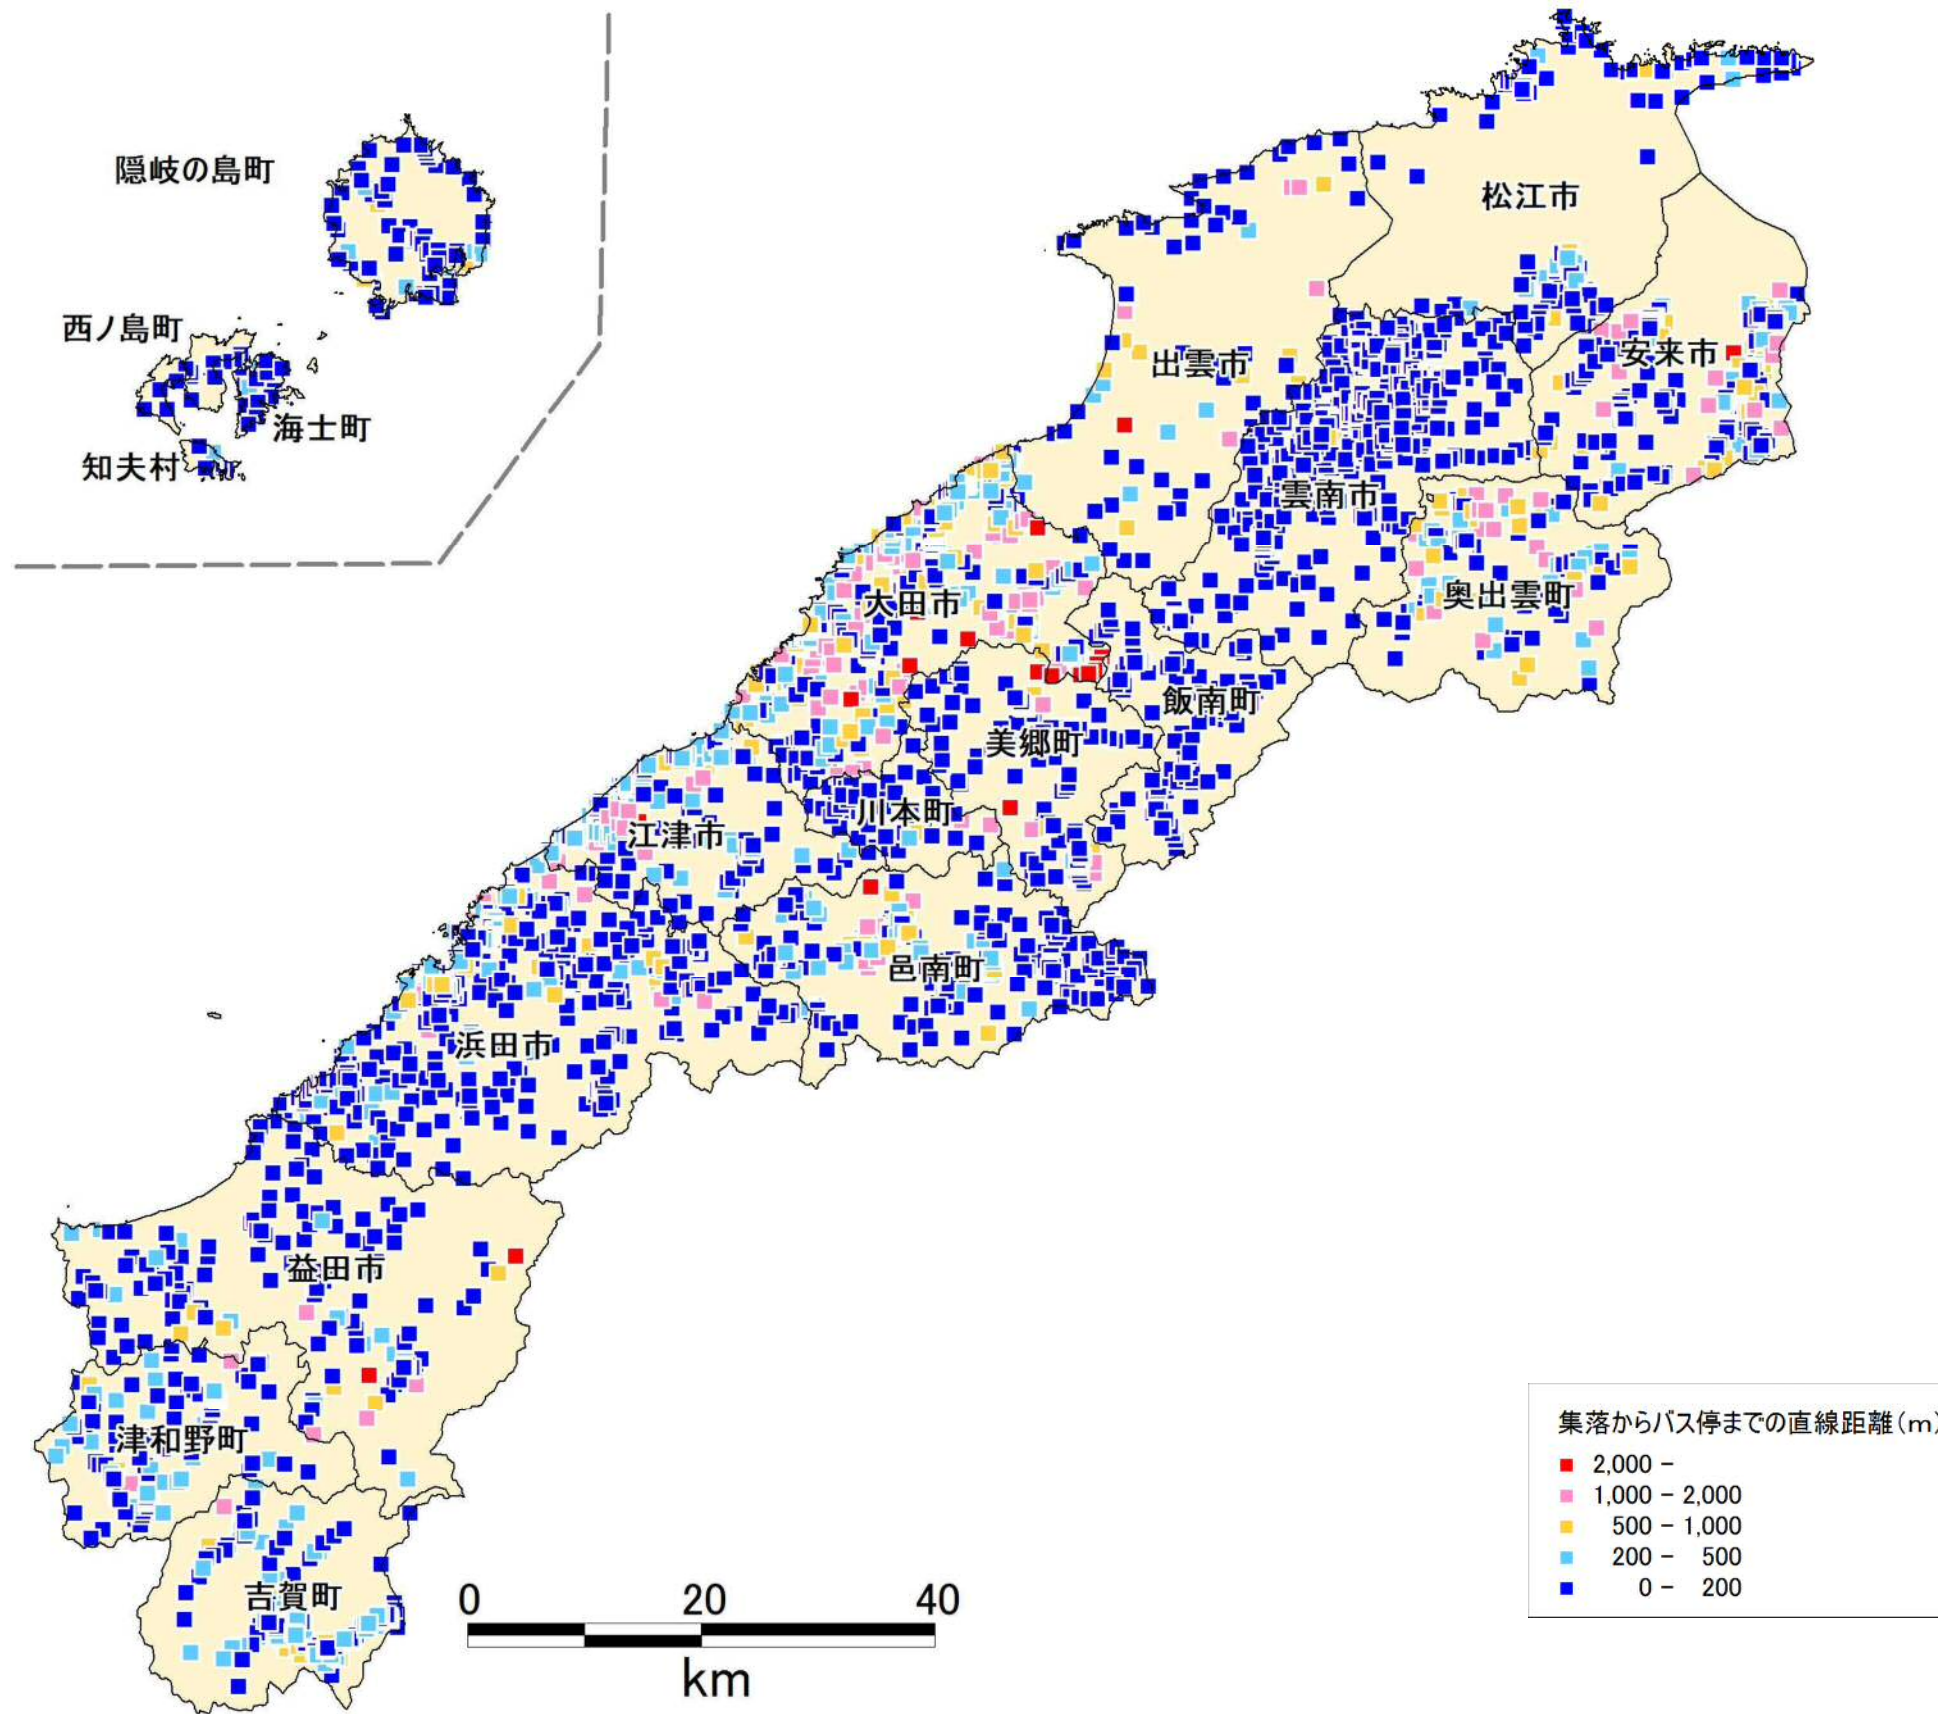 隠岐の島町
西ノ島町
海士町
知夫村
松江市
出雲市
安来市
雲南市
奥出雲町
大田市
飯南町
美郷町
川本町
江津市
邑南町
浜田市
益田市
津和野町
吉賀町
0 20 40
km
集落からバス停までの直線距離(m)
2,000 -
1,000 - 2,000
500 - 1,000
200 - 500
0 - 200